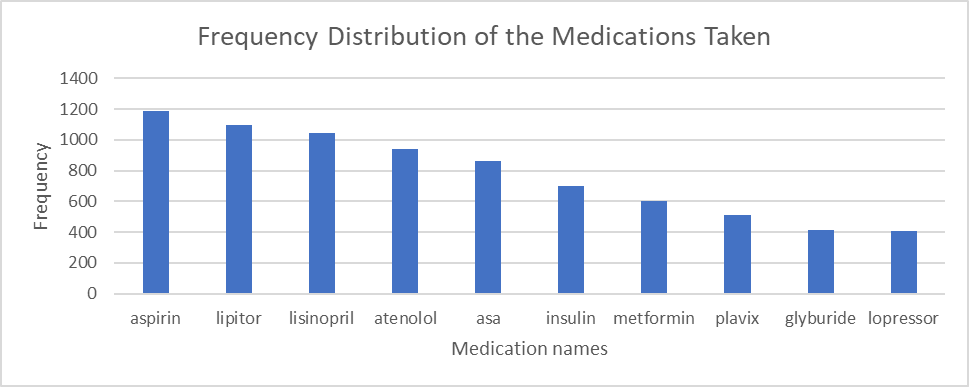 Frequency Distribution of the Medications Taken
Frequency
1400
1200
1000
800
600
400
200
0
aspirin lipitor lisinopril atenolol asa insulin metformin plavix glyburide lopressor
Medication names